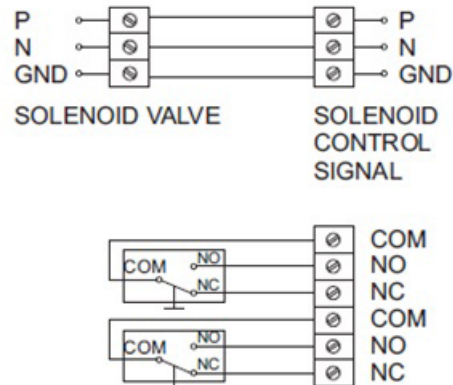 P P
N N
GND GND
SOLENOID VALVE SOLENOID
CONTROL
SIGNAL
COM
COM NO NO
NC NC
COM
COM NO NO
NC NC